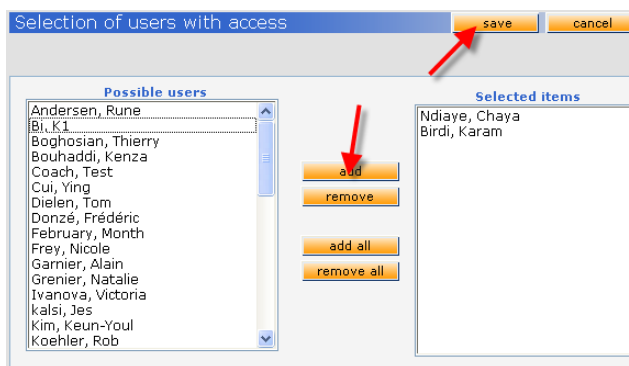 Selection of users with access
save
cancel
Possible users
Andersen, Rune
Bi, K1
Boghosian, Thierry
Bouhaddi, Kenza
Coach, Test
Cui, Ying
Dielen, Tom
Donzé, Frédéric
February, Month
Frey, Nicole
Garnier, Alain
Grenier, Natalie
Ivanova, Victoria
kalsi, Jes
Kim, Keun-Youl
Koehler, Rob
add
remove
add all
remove all
Selected items
Ndiaye, Chaya
Birdi, Karam